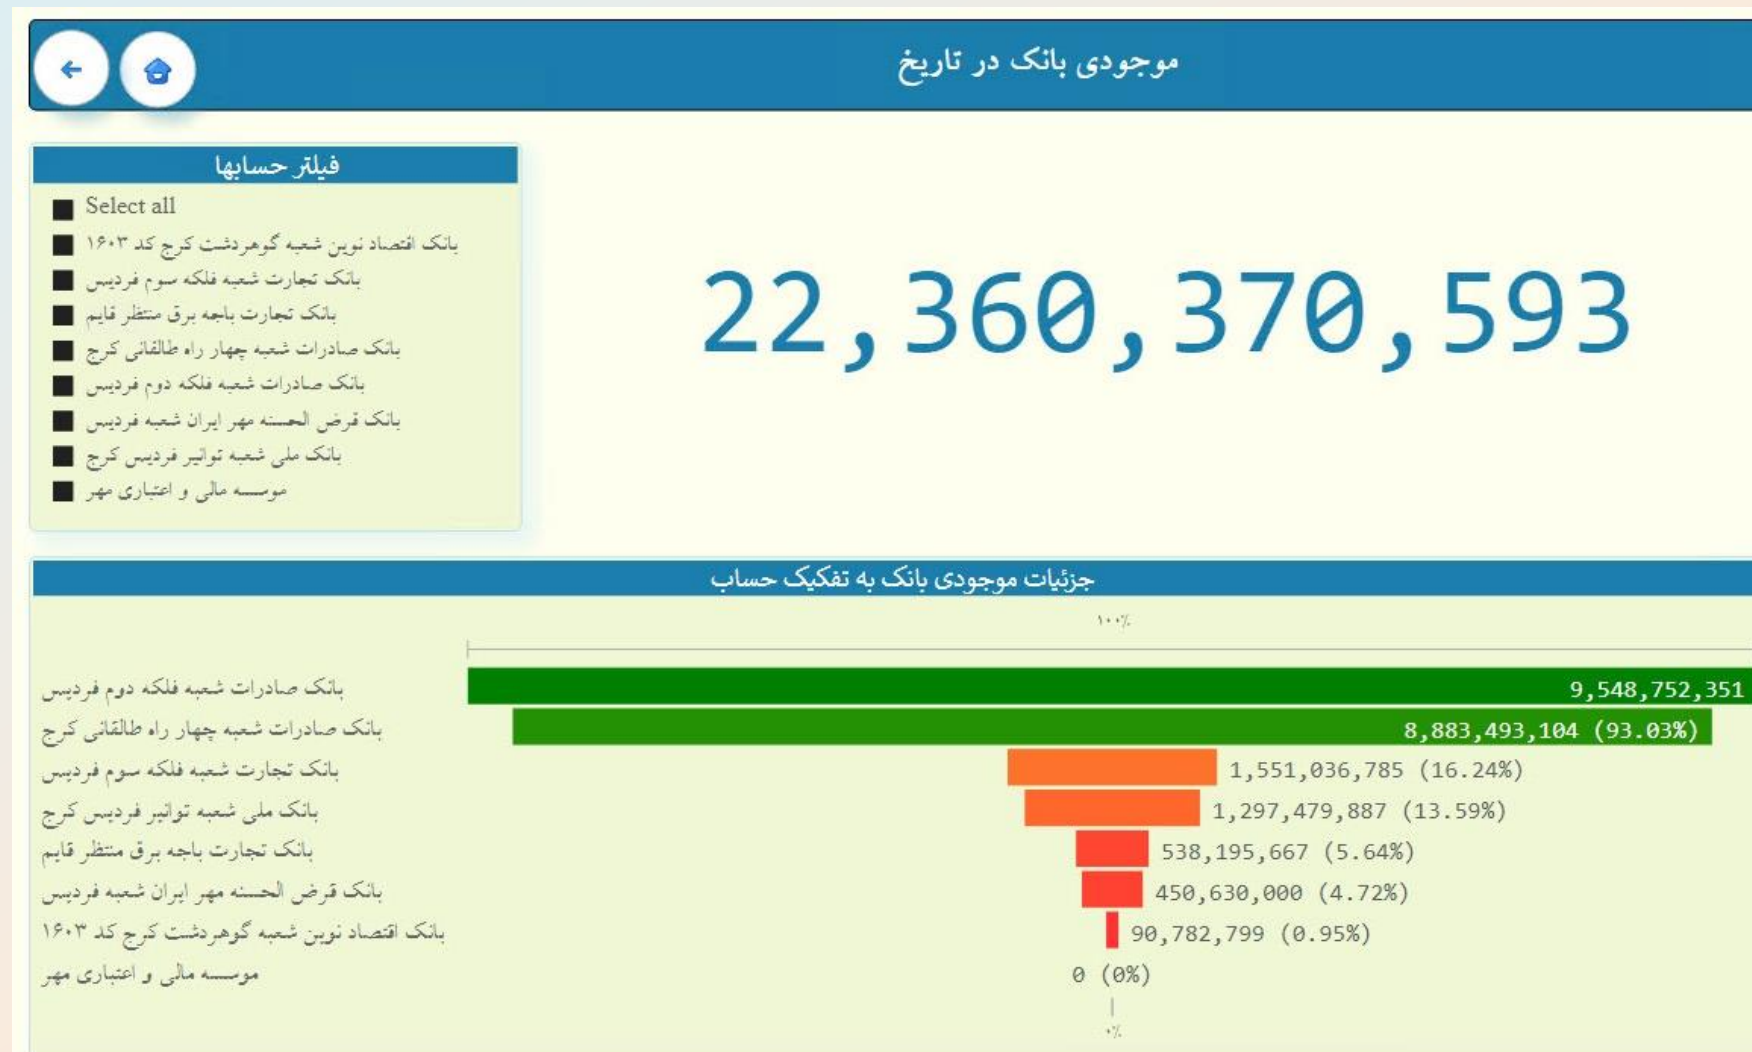 موجودی بانک در تاریخ
فیلتر حسابها
Select all
بانک اقتصاد نوین شعبه گوهردشت کرج کد ۱۶۰۳
بانک تجارت شعبه فلکه سوم فردیس
بانک تجارت باجه برق منتظر قایم
بانک صادرات شعبه چهار راه طالقانی کرج
بانک صادرات شعبه فلکه دوم فردیس
بانک قرض الحسنه مهر ایران شعبه فردیس
بانک ملی شعبه توانیر فردیس کرج
موسسه مالی و اعتباری مهر
22,360,370,593
جزئیات موجودی بانک به تفکیک حساب
۱۰۰%
بانک صادرات شعبه فلکه دوم فردیس 9,548,752,351
بانک صادرات شعبه چهار راه طالقانی کرج 8,883,493,104 (93.03%)
بانک تجارت شعبه فلکه سوم فردیس 1,551,036,785 (16.24%)
بانک ملی شعبه توانیر فردیس کرج 1,297,479,887 (13.59%)
بانک تجارت باجه برق منتظر قایم 538,195,667 (5.64%)
بانک قرض الحسنه مهر ایران شعبه فردیس 450,630,000 (4.72%)
بانک اقتصاد نوین شعبه گوهردشت کرج کد ۱۶۰۳ 90,782,799 (0.95%)
موسسه مالی و اعتباری مهر 0 (0%)
۰%